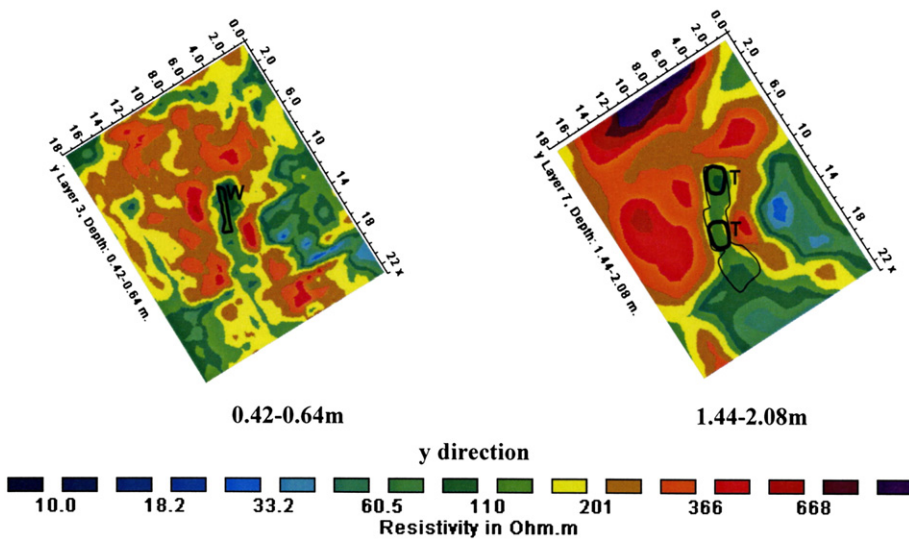 0.0
2.0
4.0
6.0
8.0
10
12
14
16
18
2.0
6.0
10
14
18
22 x
y Layer 3, Depth: 0.42-0.64 m.
W
0.0
2.0
4.0
6.0
8.0
10
12
14
16
18
2.0
6.0
10
14
18
22 x
y Layer 7, Depth: 1.44-2.08 m.
T
T
0.42-0.64m 1.44-2.08m
y direction
10.0 18.2 33.2 60.5 110 201 366 668
Resistivity in Ohm.m